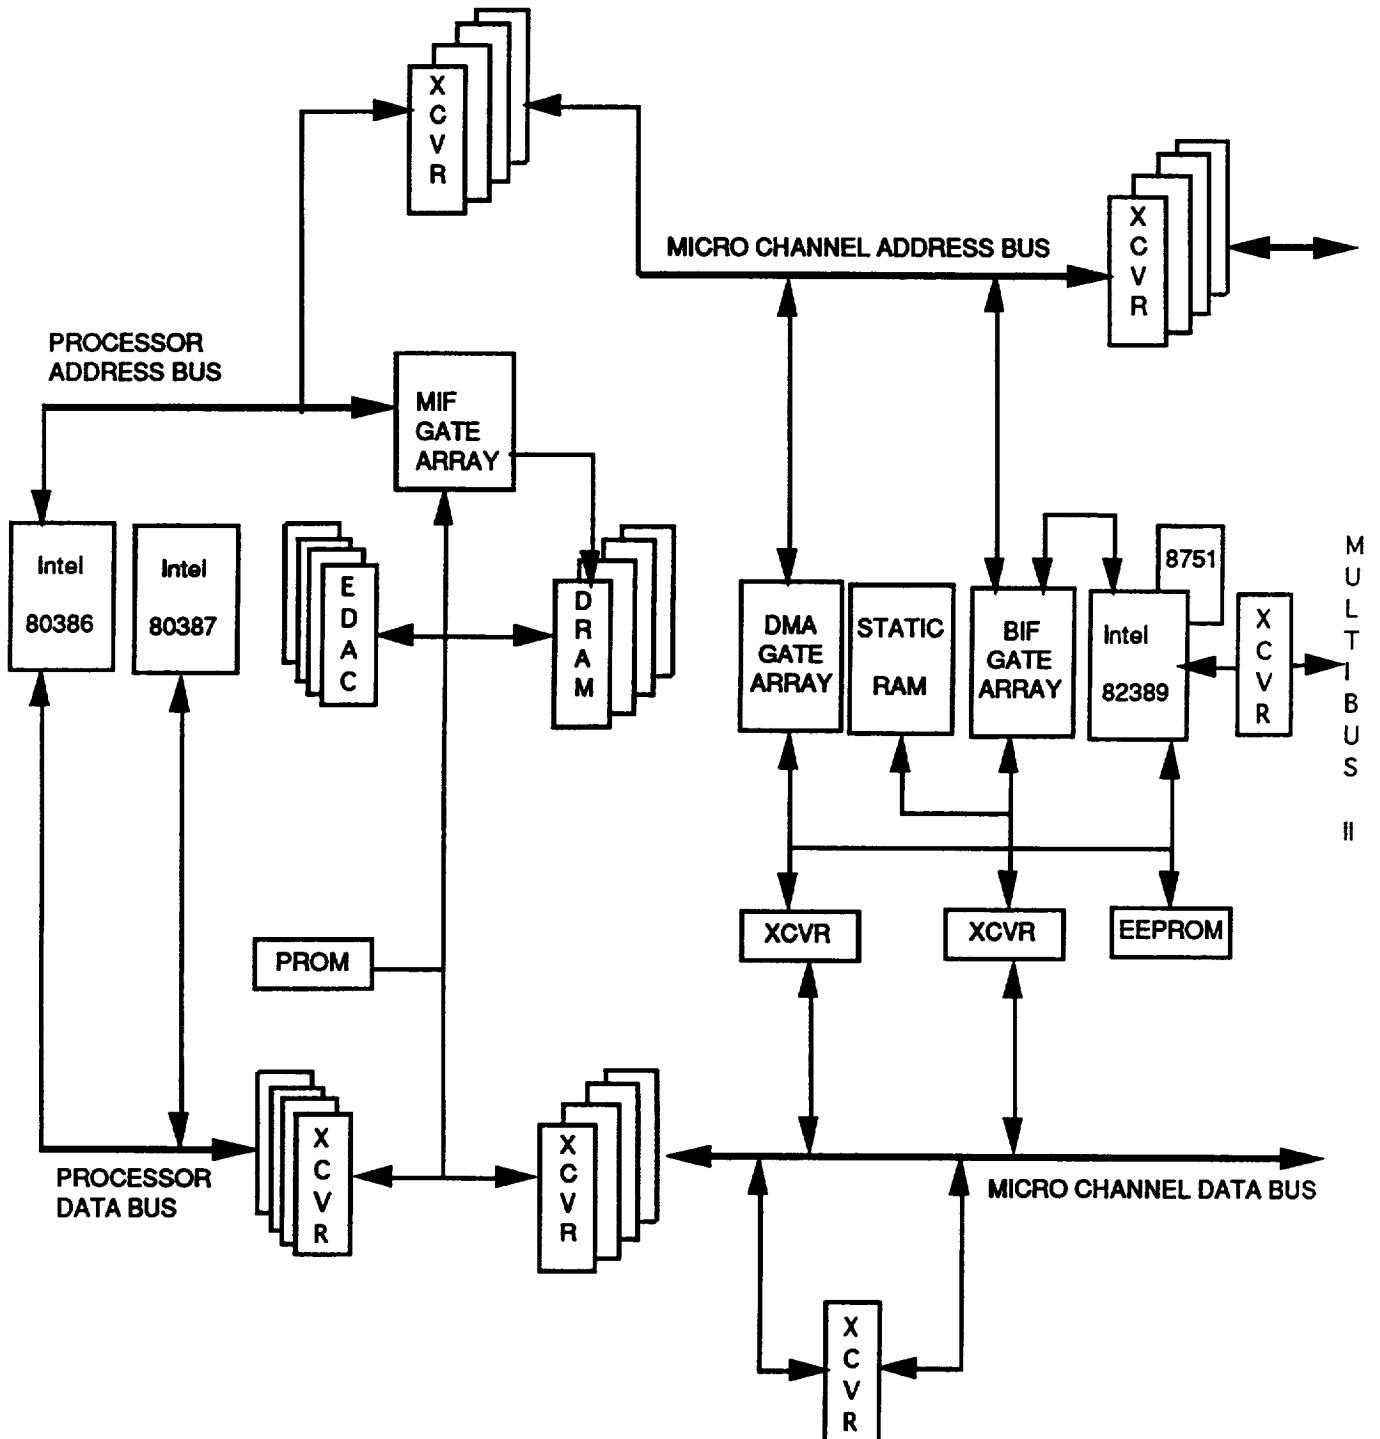 XCVR
MICRO CHANNEL ADDRESS BUS
XCVR
PROCESSOR
ADDRESS BUS
MIF
GATE
ARRAY
Intel
80386
Intel
80387
EDAC
DRAM
DMA
GATE
ARRAY
STATIC
RAM
BIF
GATE
ARRAY
8751
Intel
82389
XCVR
MULTIBUS II
PROM
XCVR
XCVR
EEPROM
XCVR
XCVR
PROCESSOR
DATA BUS
MICRO CHANNEL DATA BUS
XCVR